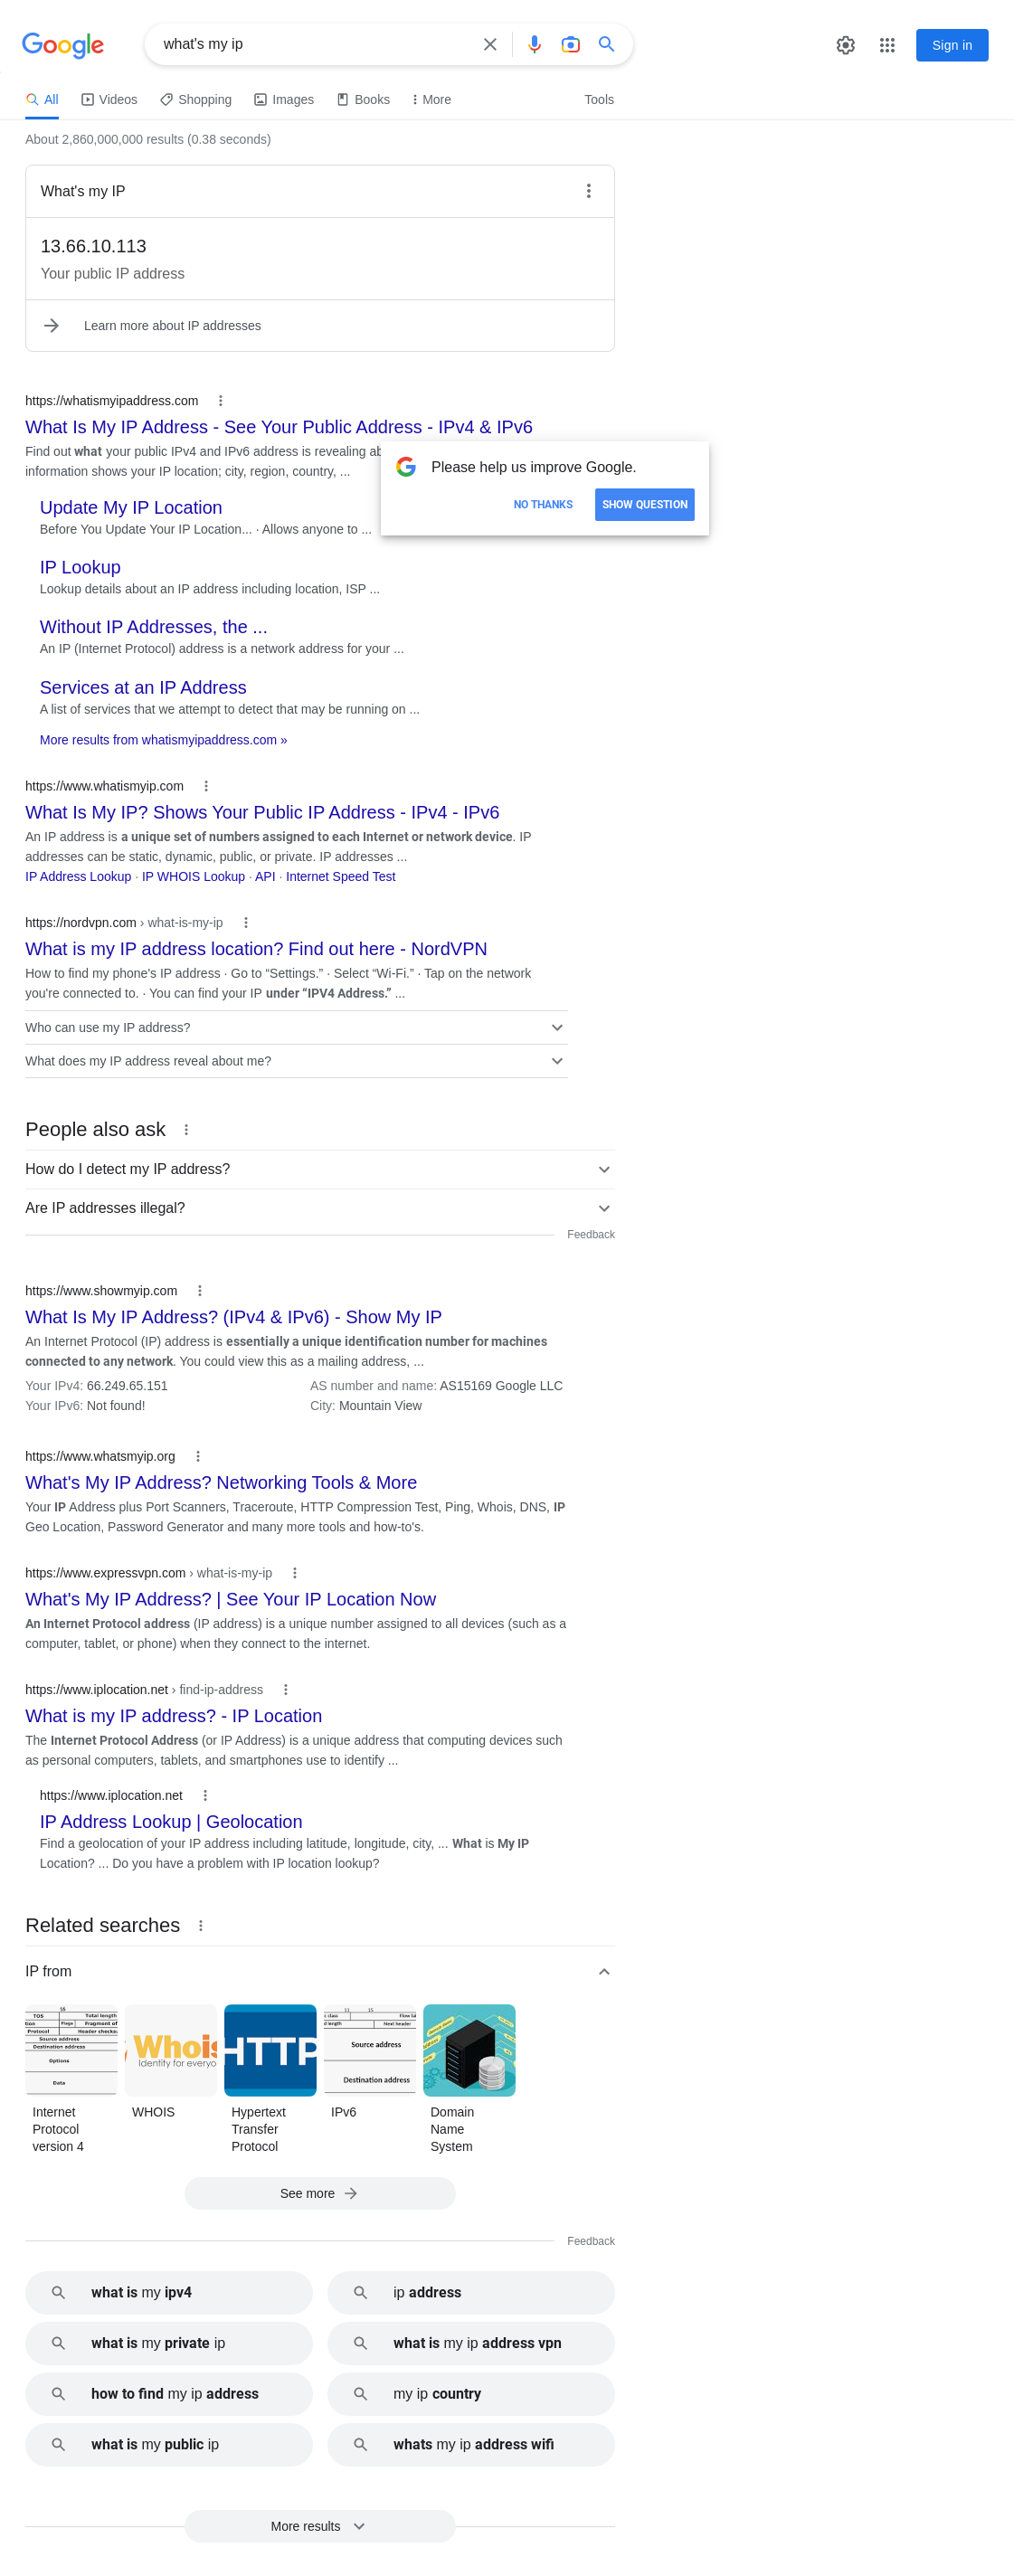 Google
what's my ip
Sign in
All
Videos
Shopping
Images
Books
More
Tools
About 2,860,000,000 results (0.38 seconds)
What's my IP
13.66.10.113
Your public IP address
Learn more about IP addresses
https://whatismyipaddress.com
What Is My IP Address - See Your Public Address - IPv4 & IPv6
Find out what your public IPv4 and IPv6 address is revealing
information shows your IP location; city, region, country, ...
Please help us improve Google.
NO THANKS
SHOW QUESTION
Update My IP Location
Before You Update Your IP Location... · Allows anyone to ...
IP Lookup
Lookup details about an IP address including location, ISP ...
Without IP Addresses, the ...
An IP (Internet Protocol) address is a network address for your ...
Services at an IP Address
A list of services that we attempt to detect that may be running on ...
More results from whatismyipaddress.com »
https://www.whatismyip.com
What Is My IP? Shows Your Public IP Address - IPv4 - IPv6
An IP address is a unique set of numbers assigned to each Internet or network device. IP
addresses can be static, dynamic, public, or private. IP addresses ...
IP Address Lookup · IP WHOIS Lookup · API · Internet Speed Test
https://nordvpn.com › what-is-my-ip
What is my IP address location? Find out here - NordVPN
How to find my phone's IP address · Go to “Settings.” · Select “Wi-Fi.” · Tap on the network
you're connected to. · You can find your IP under “IPV4 Address.” ...
Who can use my IP address?
What does my IP address reveal about me?
People also ask
How do I detect my IP address?
Are IP addresses illegal?
Feedback
https://www.showmyip.com
What Is My IP Address? (IPv4 & IPv6) - Show My IP
An Internet Protocol (IP) address is essentially a unique identification number for machines
connected to any network. You could view this as a mailing address, ...
Your IPv4: 66.249.65.151
AS number and name: AS15169 Google LLC
Your IPv6: Not found!
City: Mountain View
https://www.whatsmyip.org
What's My IP Address? Networking Tools & More
Your IP Address plus Port Scanners, Traceroute, HTTP Compression Test, Ping, Whois, DNS, IP
Geo Location, Password Generator and many more tools and how-to's.
https://www.expressvpn.com › what-is-my-ip
What's My IP Address? | See Your IP Location Now
An Internet Protocol address (IP address) is a unique number assigned to all devices (such as a
computer, tablet, or phone) when they connect to the internet.
https://www.iplocation.net › find-ip-address
What is my IP address? - IP Location
The Internet Protocol Address (or IP Address) is a unique address that computing devices such
as personal computers, tablets, and smartphones use to identify ...
https://www.iplocation.net
IP Address Lookup | Geolocation
Find a geolocation of your IP address including latitude, longitude, city, ... What is My IP
Location? ... Do you have a problem with IP location lookup?
Related searches
IP from
TOS
Total length
Flags
Fragment of
Protocol
Header checksu
Source address
Destination address
Options
Data
Whois
Identity for everyo
HTTP
Next header
Source address
Destination address
Internet
Protocol
version 4
WHOIS
Hypertext
Transfer
Protocol
IPv6
Domain
Name
System
See more
Feedback
what is my ipv4
ip address
what is my private ip
what is my ip address vpn
how to find my ip address
my ip country
what is my public ip
whats my ip address wifi
More results